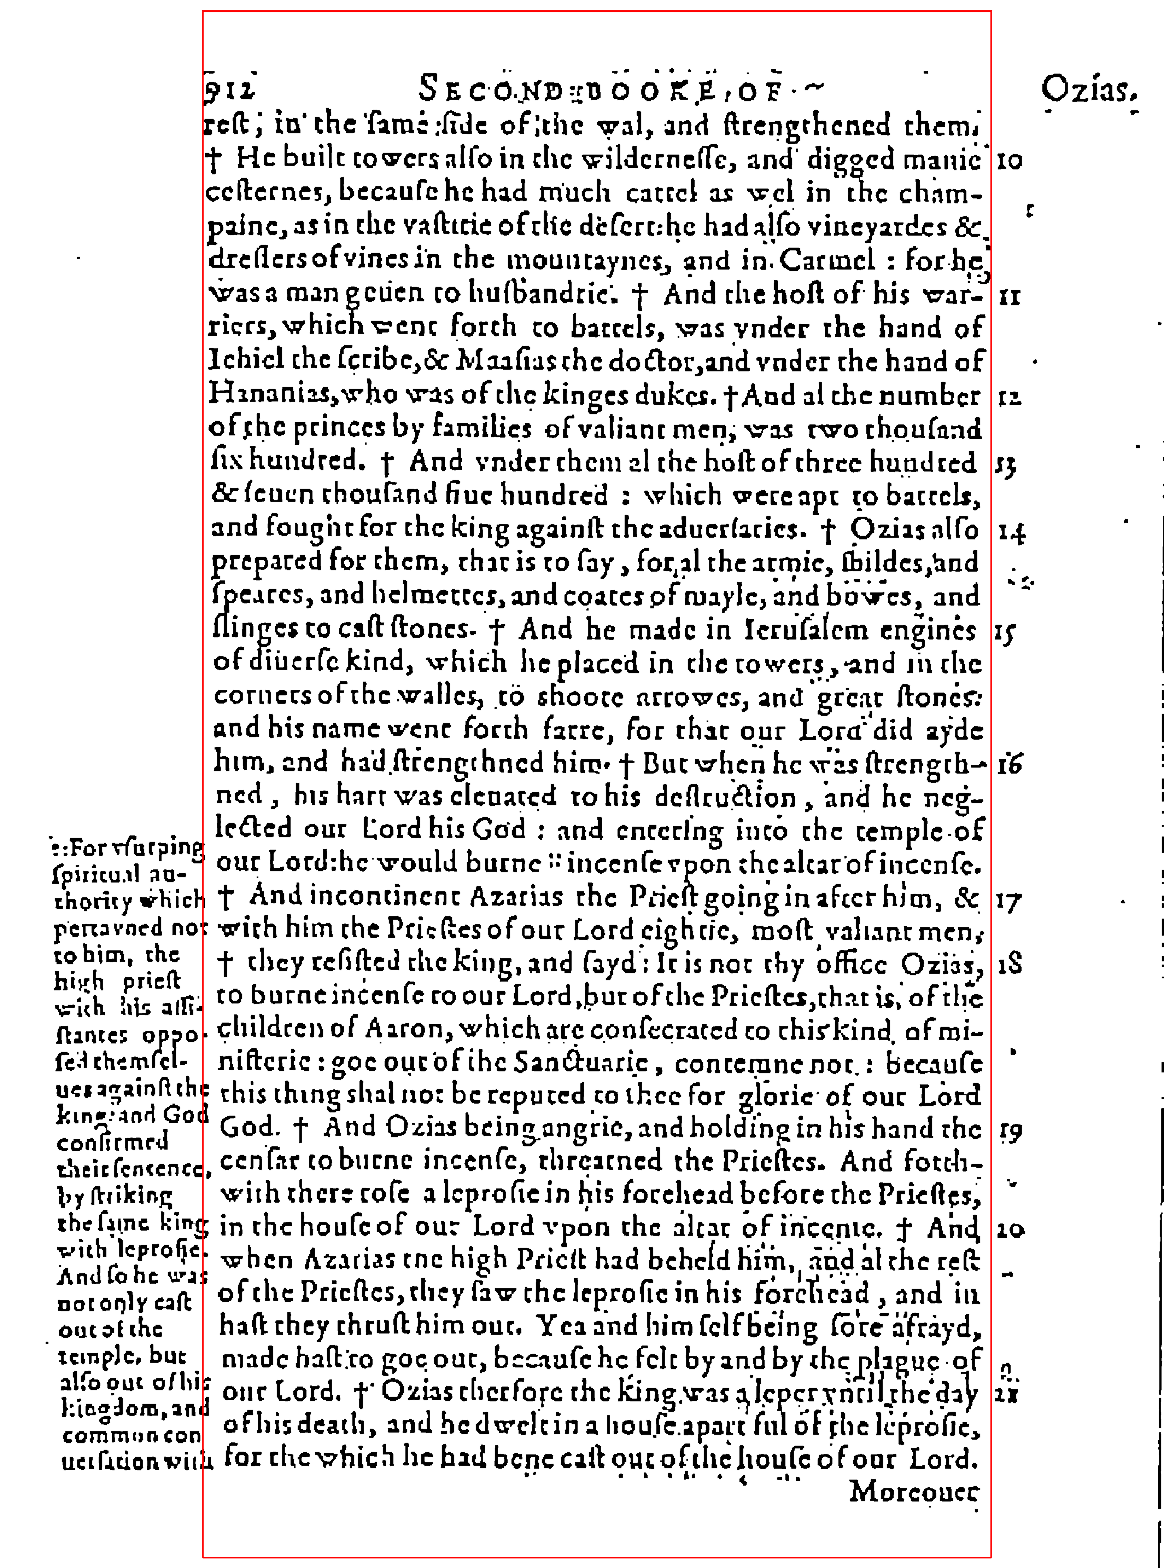 912 SECOND BOOKE OF Ozias.
rest, in the same side of the wal, and strengthened them.
† He built towers also in the wildernesse, and digged manie 10
cesternes, because he had much cattel as wel in the cham-
paine, as in the vastitie of the desert: he had also vineyardes &
dressers of vines in the mountaynes, and in Carmel : for he
was a man geuen to husbandrie. † And the host of his war- 11
riers, which went forth to battels, was vnder the hand of
Iehiel the scribe, & Maasias the doctor, and vnder the hand of
Hananias, who was of the kinges dukes. † And al the number 12
of the princes by families of valiant men, was two thousand
six hundred. † And vnder them al the host of three hundred 13
& seuen thousand fiue hundred : which were apt to battels,
and fought for the king against the aduersaries. † Ozias also 14
prepared for them, that is to say, for al the armie, shildes, and
speares, and helmettes, and coates of mayle, and bowes, and
slinges to cast stones. † And he made in Ierusalem engines 15
of diuerse kind, which he placed in the towers, and in the
corners of the walles, to shoote arrowes, and great stones:
and his name went forth farre, for that our Lord did ayde
him, and had strengthned him. † But when he was strength- 16
ned, his hart was eleuated to his destruction, and he neg-
lected our Lord his God : and entering into the temple of
our Lord: he would burne :: incense vpon the altar of incense.
† And incontinent Azarias the Priest going in after him, & 17
with him the Priestes of our Lord eightie, most valiant men,
† they resisted the king, and sayd: It is not thy office Ozias, 18
to burne incense to our Lord, but of the Priestes, that is, of the
children of Aaron, which are consecrated to this kind of mi-
nisterie : goe out of the Sanctuarie, contemne not : because
this thing shal not be reputed to thee for glorie of our Lord
God. † And Ozias being angrie, and holding in his hand the 19
censar to burne incense, threatned the Priestes. And forth-
with there rose a leprosie in his forehead before the Priestes,
in the house of our Lord vpon the altar of incense. † And 20
when Azarias the high Priest had beheld him, and al the rest
of the Priestes, they saw the leprosie in his forehead, and in
hast they thrust him out. Yea and him self being sore afrayd,
made hast to goe out, because he felt by and by the plague of
our Lord. † Ozias therfore the king was a leper vntil the day 21
of his death, and he dwelt in a house apart ful of the leprosie,
for the which he had bene cast out of the house of our Lord.
Moreouer
:: For vsurping
spiritual au-
thority which
pertayned not
to him, the
high priest
with his assi-
stantes oppo-
sed themsel-
ues against the
king: and God
confirmed
their sentence,
by striking
the same king
with leprosie.
And so he was
not only cast
out of the
temple, but
also out of his
kingdom, and
common con
uersation with